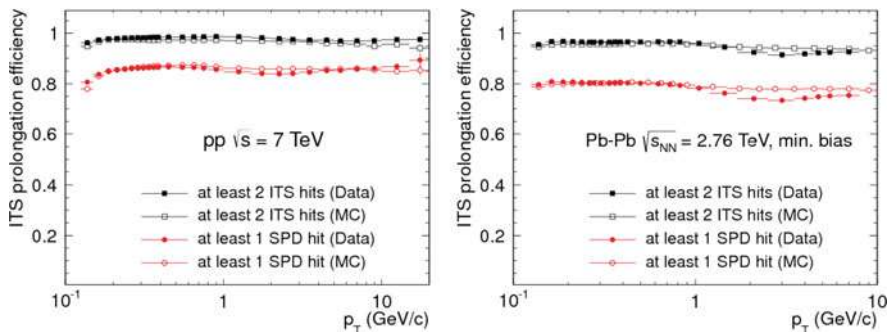 ITS prolongation efficiency
1
0.8
0.6
0.4
0.2
pp √s = 7 TeV
at least 2 ITS hits (Data)
at least 2 ITS hits (MC)
at least 1 SPD hit (Data)
at least 1 SPD hit (MC)
10⁻¹ 1 10
p_T (GeV/c)
ITS prolongation efficiency
1
0.8
0.6
0.4
0.2
Pb-Pb √s_NN = 2.76 TeV, min. bias
at least 2 ITS hits (Data)
at least 2 ITS hits (MC)
at least 1 SPD hit (Data)
at least 1 SPD hit (MC)
10⁻¹ 1 10
p_T (GeV/c)